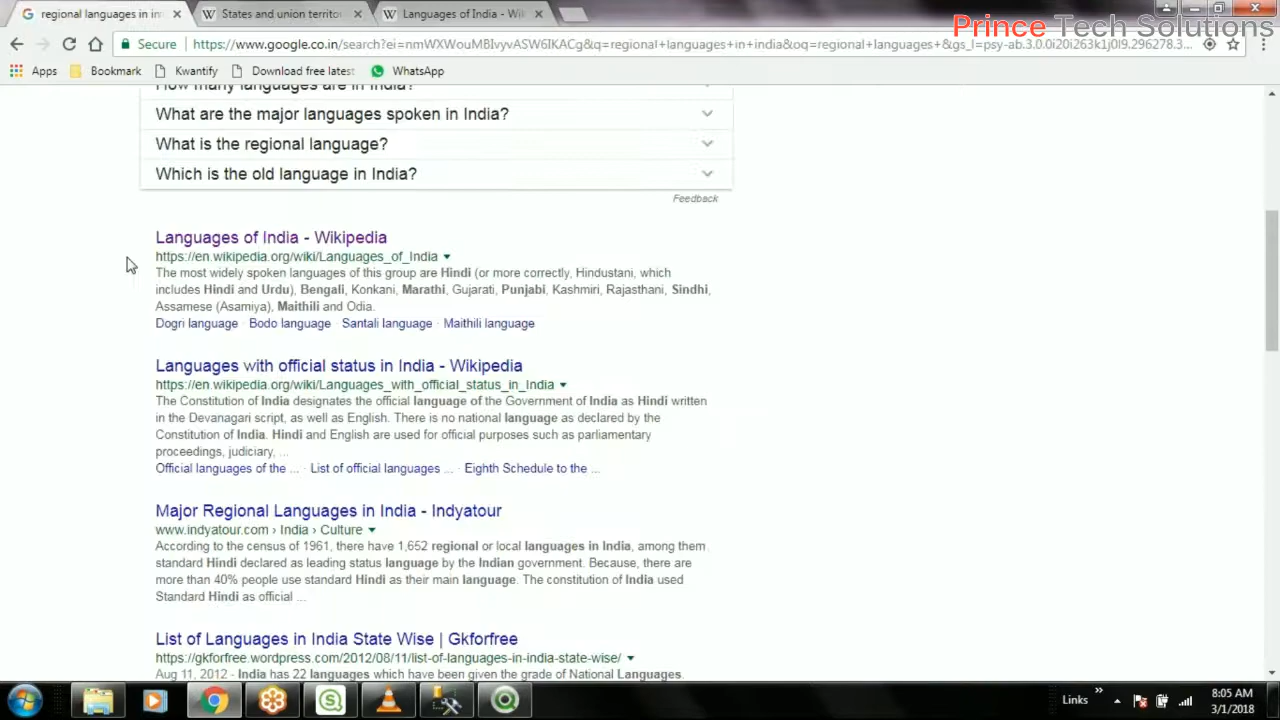 regional languages in in
States and union territo
Languages of India - Wik
Prince Tech Solutions
Secure
https://www.google.co.in/search?ei=nmWXWouMBIvyvASW6IKACg&q=regional+languages+in+india&oq=regional+languages+&gs_l=psy-ab.3.0.0i20i263k1j0l9.296278.3...
Apps
Bookmark
Kwantify
Download free latest
WhatsApp
How many languages are in India?
What are the major languages spoken in India?
What is the regional language?
Which is the old language in India?
Feedback
Languages of India - Wikipedia
https://en.wikipedia.org/wiki/Languages_of_India
The most widely spoken languages of this group are Hindi (or more correctly, Hindustani, which
includes Hindi and Urdu), Bengali, Konkani, Marathi, Gujarati, Punjabi, Kashmiri, Rajasthani, Sindhi,
Assamese (Asamiya), Maithili and Odia.
Dogri language · Bodo language · Santali language · Maithili language
Languages with official status in India - Wikipedia
https://en.wikipedia.org/wiki/Languages_with_official_status_in_India
The Constitution of India designates the official language of the Government of India as Hindi written
in the Devanagari script, as well as English. There is no national language as declared by the
Constitution of India. Hindi and English are used for official purposes such as parliamentary
proceedings, judiciary, ...
Official languages of the ... · List of official languages ... · Eighth Schedule to the ...
Major Regional Languages in India - Indyatour
www.indyatour.com › India › Culture
According to the census of 1961, there have 1,652 regional or local languages in India, among them
standard Hindi declared as leading status language by the Indian government. Because, there are
more than 40% people use standard Hindi as their main language. The constitution of India used
Standard Hindi as official ...
List of Languages in India State Wise | Gkforfree
https://gkforfree.wordpress.com/2012/08/11/list-of-languages-in-india-state-wise/
Aug 11, 2012 - India has 22 languages which have been given the grade of National Languages.
Links
8:05 AM
3/1/2018